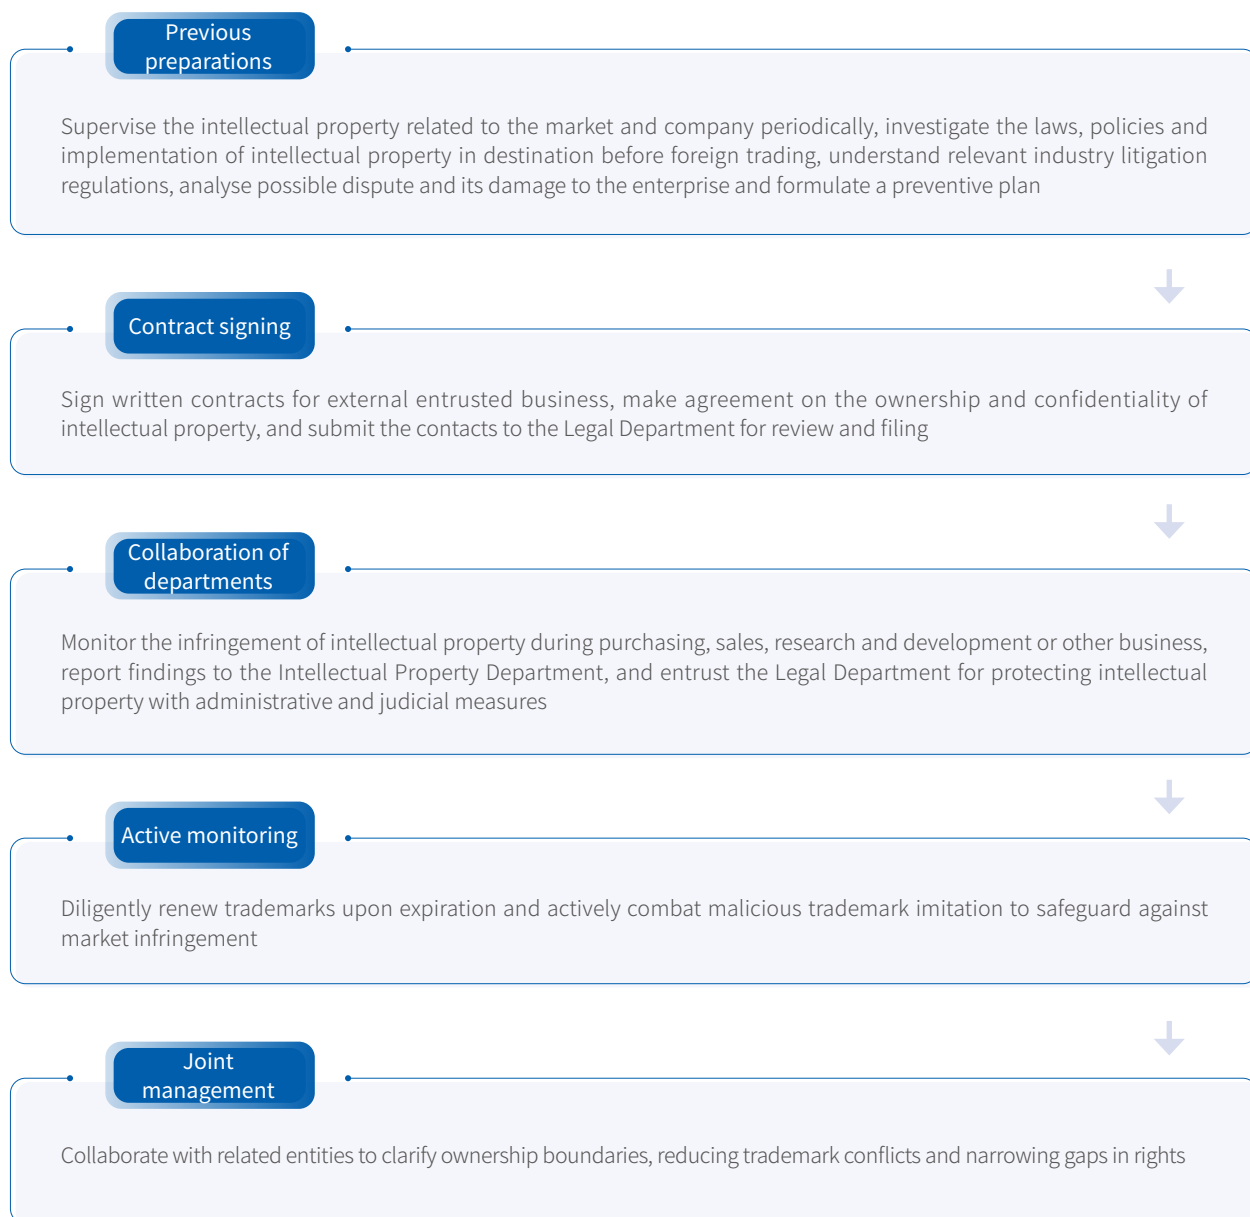 Previous
preparations
Supervise the intellectual property related to the market and company periodically, investigate the laws, policies and
implementation of intellectual property in destination before foreign trading, understand relevant industry litigation
regulations, analyse possible dispute and its damage to the enterprise and formulate a preventive plan
Contract signing
Sign written contracts for external entrusted business, make agreement on the ownership and confidentiality of
intellectual property, and submit the contacts to the Legal Department for review and filing
Collaboration of
departments
Monitor the infringement of intellectual property during purchasing, sales, research and development or other business,
report findings to the Intellectual Property Department, and entrust the Legal Department for protecting intellectual
property with administrative and judicial measures
Active monitoring
Diligently renew trademarks upon expiration and actively combat malicious trademark imitation to safeguard against
market infringement
Joint
management
Collaborate with related entities to clarify ownership boundaries, reducing trademark conflicts and narrowing gaps in rights